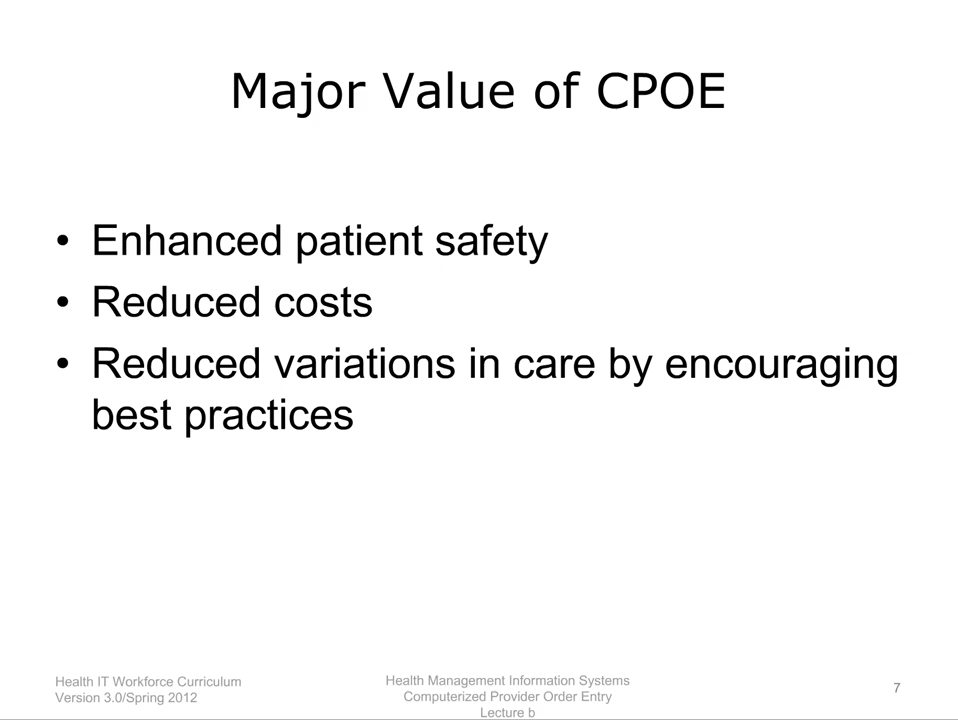 Major Value of CPOE
• Enhanced patient safety
• Reduced costs
• Reduced variations in care by encouraging
best practices
Health IT Workforce Curriculum
Version 3.0/Spring 2012
Health Management Information Systems
Computerized Provider Order Entry
Lecture b
7